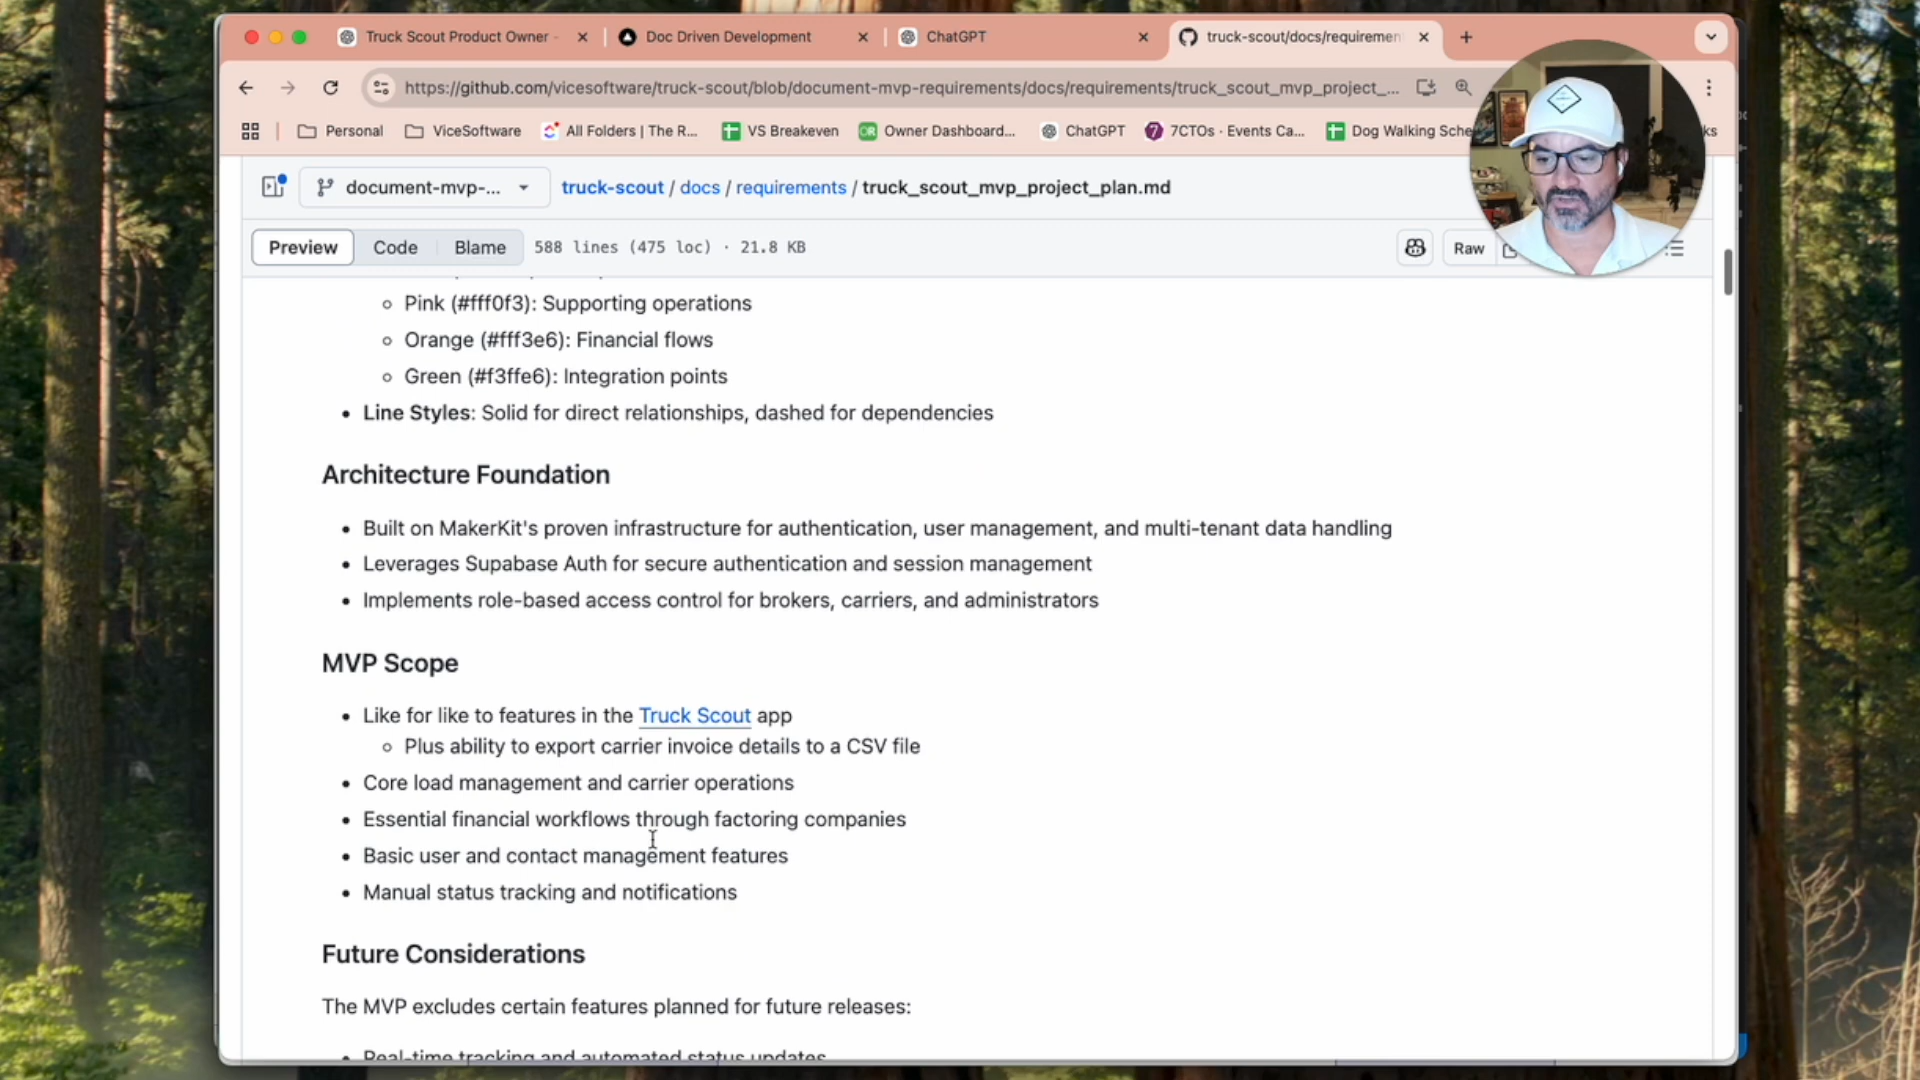 Truck Scout Product Owner -
Doc Driven Development
ChatGPT
truck-scout/docs/requiremen
https://github.com/vicesoftware/truck-scout/blob/document-mvp-requirements/docs/requirements/truck_scout_mvp_project_...
Personal
ViceSoftware
All Folders | The R...
VS Breakeven
Owner Dashboard...
ChatGPT
7CTOs · Events Ca...
Dog Walking Sche
ks
document-mvp-...
truck-scout / docs / requirements / truck_scout_mvp_project_plan.md
Preview
Code
Blame
588 lines (475 loc) · 21.8 KB
Raw
◦ Pink (#fff0f3): Supporting operations
◦ Orange (#fff3e6): Financial flows
◦ Green (#f3ffe6): Integration points
• Line Styles: Solid for direct relationships, dashed for dependencies
Architecture Foundation
• Built on MakerKit's proven infrastructure for authentication, user management, and multi-tenant data handling
• Leverages Supabase Auth for secure authentication and session management
• Implements role-based access control for brokers, carriers, and administrators
MVP Scope
• Like for like to features in the Truck Scout app
◦ Plus ability to export carrier invoice details to a CSV file
• Core load management and carrier operations
• Essential financial workflows through factoring companies
• Basic user and contact management features
• Manual status tracking and notifications
Future Considerations
The MVP excludes certain features planned for future releases:
• Real-time tracking and automated status updates